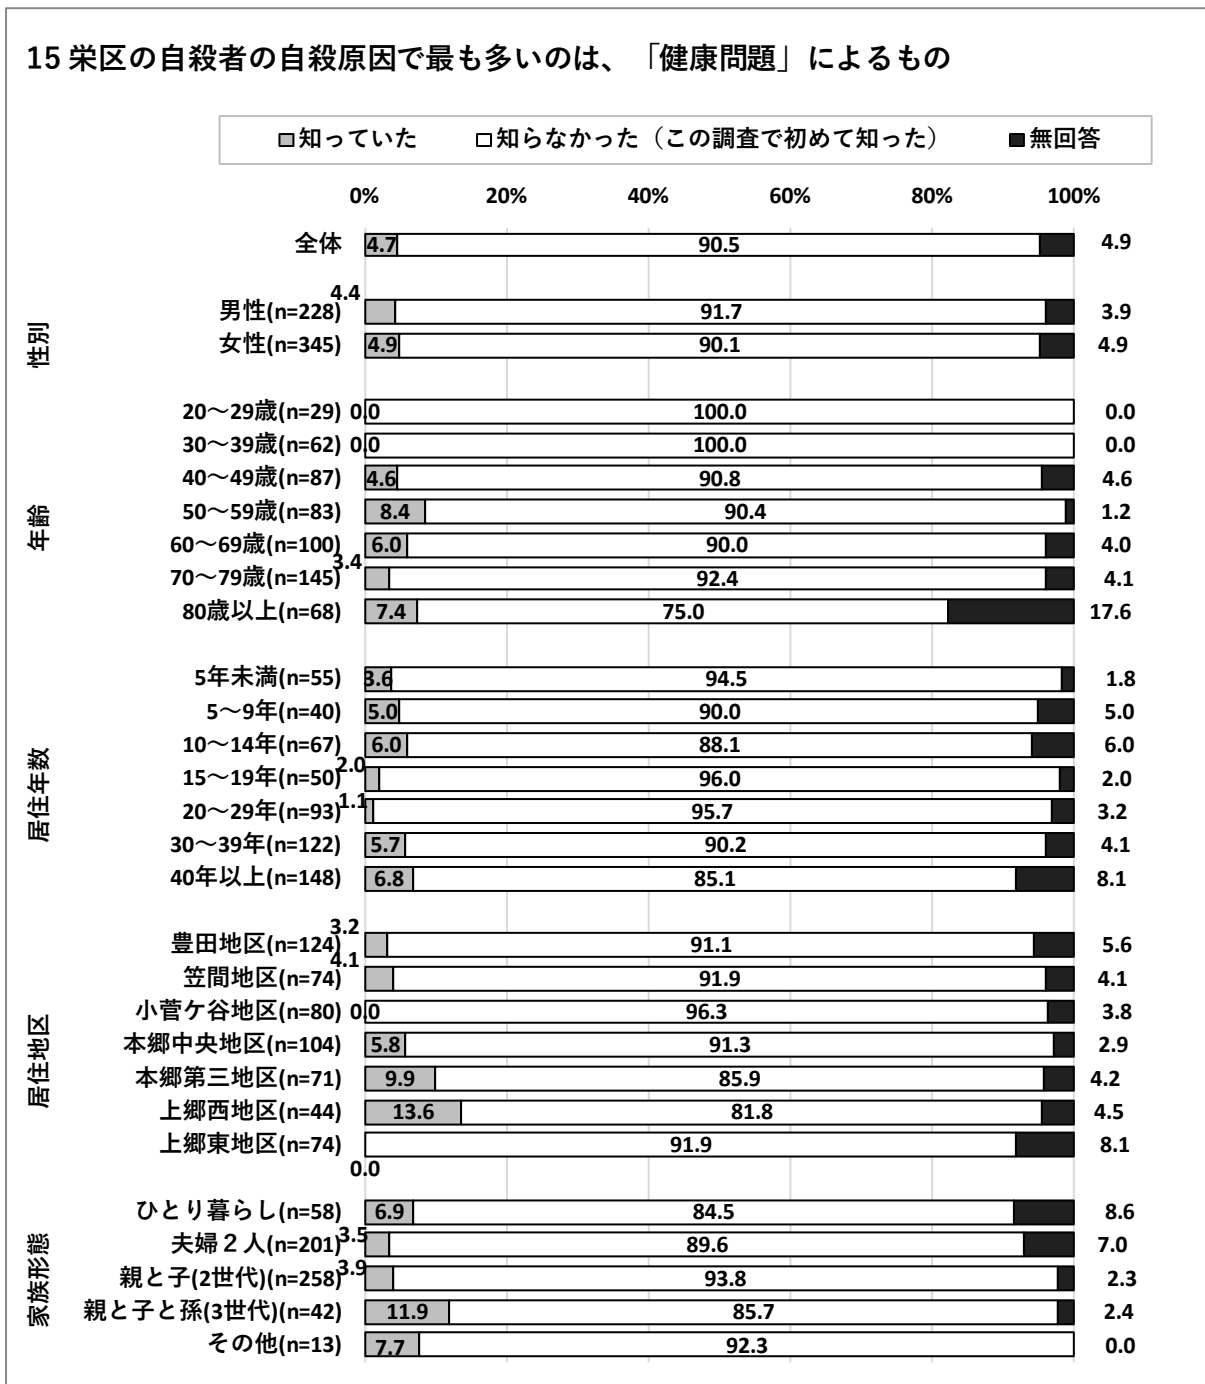 15 栄区の自殺者の自殺原因で最も多いのは、「健康問題」によるもの
知っていた 知らなかった（この調査で初めて知った） 無回答
0% 20% 40% 60% 80% 100%
全体 4.7 90.5 4.9
性別
男性(n=228) 4.4 91.7 3.9
女性(n=345) 4.9 90.1 4.9
年齢
20～29歳(n=29) 0.0 100.0 0.0
30～39歳(n=62) 0.0 100.0 0.0
40～49歳(n=87) 4.6 90.8 4.6
50～59歳(n=83) 8.4 90.4 1.2
60～69歳(n=100) 6.0 90.0 4.0
70～79歳(n=145) 3.4 92.4 4.1
80歳以上(n=68) 7.4 75.0 17.6
居住年数
5年未満(n=55) 3.6 94.5 1.8
5～9年(n=40) 5.0 90.0 5.0
10～14年(n=67) 6.0 88.1 6.0
15～19年(n=50) 2.0 96.0 2.0
20～29年(n=93) 1.1 95.7 3.2
30～39年(n=122) 5.7 90.2 4.1
40年以上(n=148) 6.8 85.1 8.1
居住地区
豊田地区(n=124) 3.2 91.1 5.6
笠間地区(n=74) 4.1 91.9 4.1
小菅ケ谷地区(n=80) 0.0 96.3 3.8
本郷中央地区(n=104) 5.8 91.3 2.9
本郷第三地区(n=71) 9.9 85.9 4.2
上郷西地区(n=44) 13.6 81.8 4.5
上郷東地区(n=74) 0.0 91.9 8.1
家族形態
ひとり暮らし(n=58) 6.9 84.5 8.6
夫婦２人(n=201) 3.5 89.6 7.0
親と子(2世代)(n=258) 3.9 93.8 2.3
親と子と孫(3世代)(n=42) 11.9 85.7 2.4
その他(n=13) 7.7 92.3 0.0